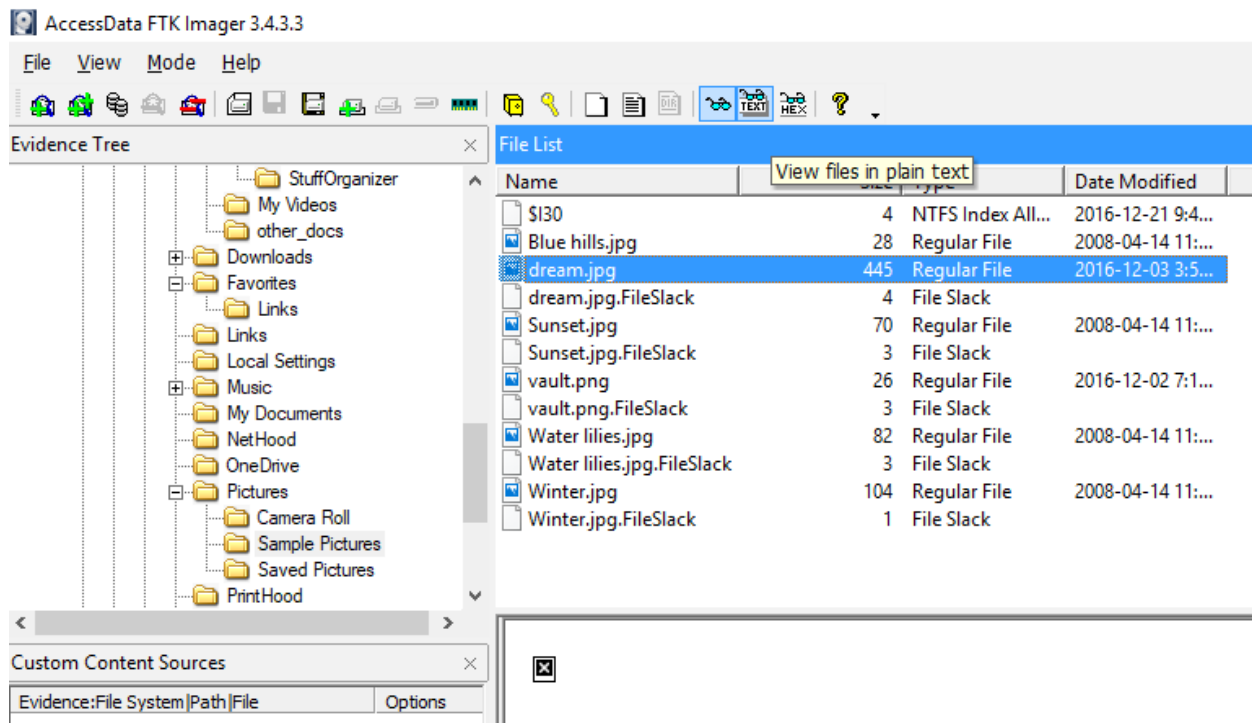 AccessData FTK Imager 3.4.3.3
File View Mode Help
TEXT HEX DIR
Evidence Tree
StuffOrganizer
My Videos
other_docs
Downloads
Favorites
Links
Links
Local Settings
Music
My Documents
NetHood
OneDrive
Pictures
Camera Roll
Sample Pictures
Saved Pictures
PrintHood
Custom Content Sources
Evidence:File System|Path|File Options
File List
View files in plain text
Name Size Type Date Modified
$I30 4 NTFS Index All... 2016-12-21 9:4...
Blue hills.jpg 28 Regular File 2008-04-14 11:...
dream.jpg 445 Regular File 2016-12-03 3:5...
dream.jpg.FileSlack 4 File Slack
Sunset.jpg 70 Regular File 2008-04-14 11:...
Sunset.jpg.FileSlack 3 File Slack
vault.png 26 Regular File 2016-12-02 7:1...
vault.png.FileSlack 3 File Slack
Water lilies.jpg 82 Regular File 2008-04-14 11:...
Water lilies.jpg.FileSlack 3 File Slack
Winter.jpg 104 Regular File 2008-04-14 11:...
Winter.jpg.FileSlack 1 File Slack